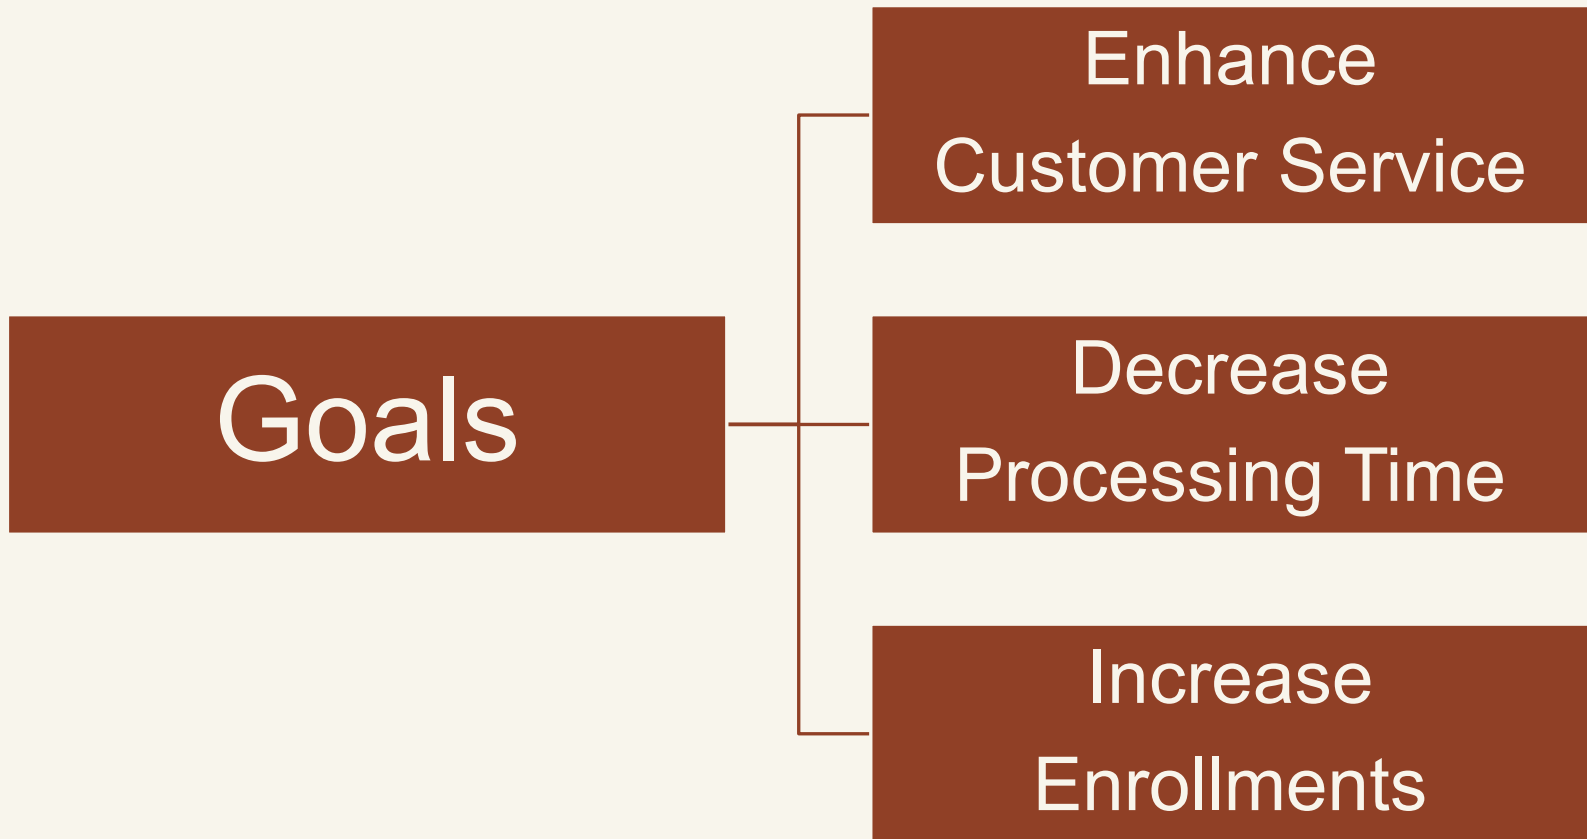 Goals
Enhance
Customer Service
Decrease
Processing Time
Increase
Enrollments